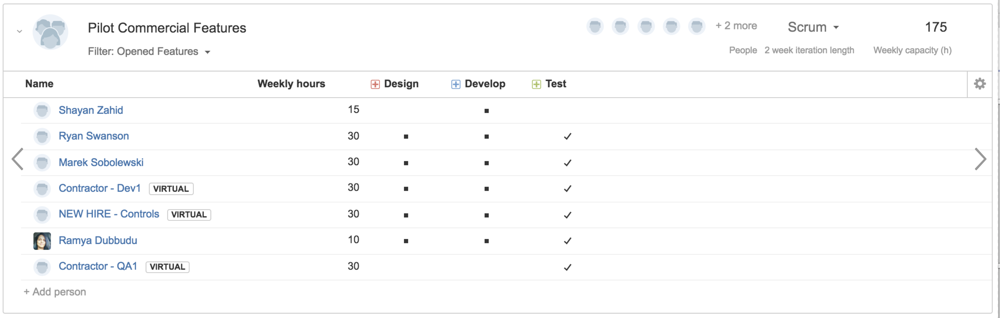 Pilot Commercial Features
+ 2 more
Scrum
175
Filter: Opened Features
People
2 week iteration length
Weekly capacity (h)
Name Weekly hours Design Develop Test
Shayan Zahid 15
Ryan Swanson 30
Marek Sobolewski 30
Contractor - Dev1 VIRTUAL 30
NEW HIRE - Controls VIRTUAL 30
Ramya Dubbudu 10
Contractor - QA1 VIRTUAL 30
+ Add person